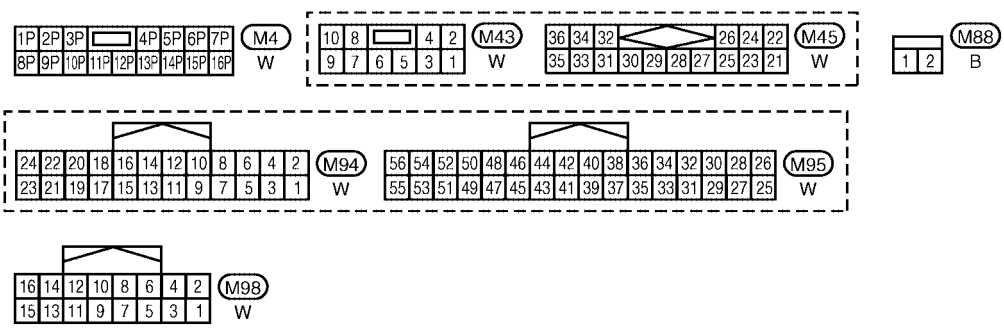 1P 2P 3P 4P 5P 6P 7P M4
8P 9P 10P 11P 12P 13P 14P 15P 16P W
10 8 4 2 M43
9 7 6 5 3 1 W
36 34 32 26 24 22 M45
35 33 31 30 29 28 27 25 23 21 W
M88
1 2 B
24 22 20 18 16 14 12 10 8 6 4 2 M94
23 21 19 17 15 13 11 9 7 5 3 1 W
56 54 52 50 48 46 44 42 40 38 36 34 32 30 28 26 M95
55 53 51 49 47 45 43 41 39 37 35 33 31 29 27 25 W
16 14 12 10 8 6 4 2 M98
15 13 11 9 7 5 3 1 W